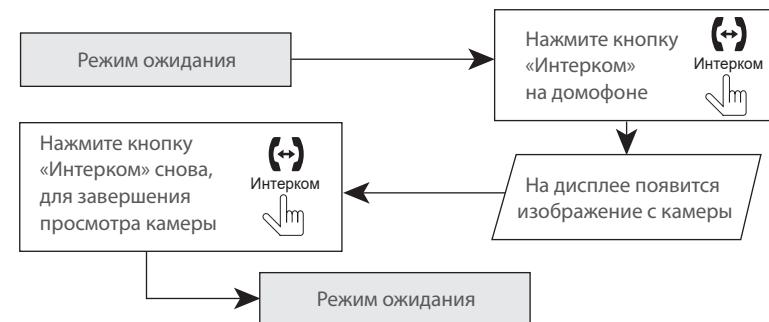 Режим ожидания
Нажмите кнопку
«Интерком»
на домофоне
Интерком
На дисплее появится
изображение с камеры
Нажмите кнопку
«Интерком» снова,
для завершения
просмотра камеры
Интерком
Режим ожидания